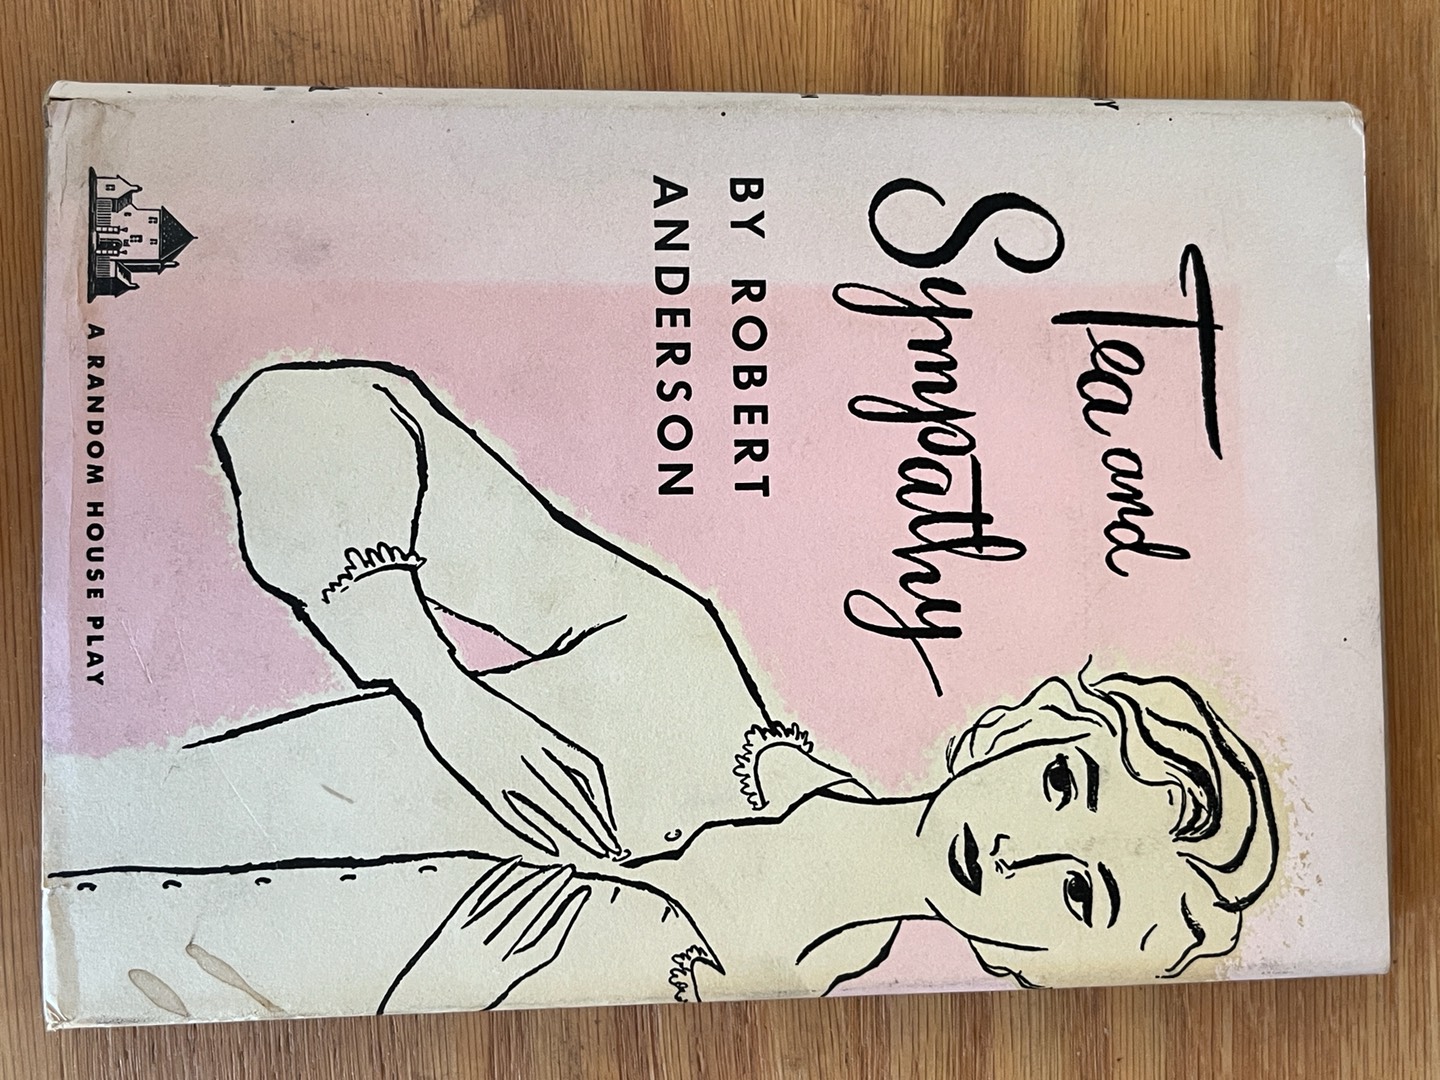 Tea and
Sympathy
BY ROBERT
ANDERSON
A RANDOM HOUSE PLAY